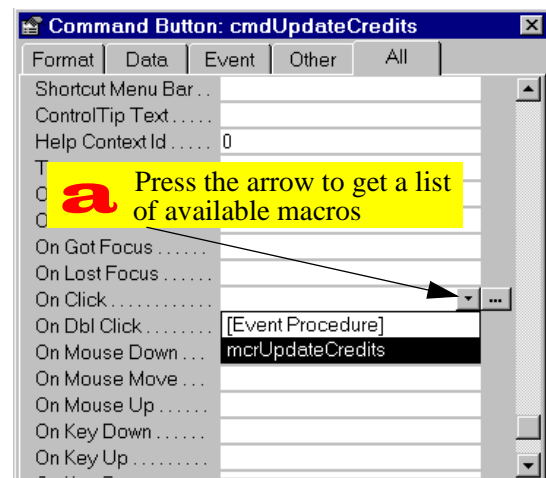 Command Button: cmdUpdateCredits
Format Data Event Other All
Shortcut Menu Bar . .
ControlTip Text . . . . .
Help Context Id . . . . . 0
T
O
a Press the arrow to get a list
of available macros
O
On Got Focus . . . . . .
On Lost Focus . . . . . .
On Click . . . . . . . . . . . ...
On Dbl Click . . . . . . . . [Event Procedure]
On Mouse Down . . . mcrUpdateCredits
On Mouse Move . . .
On Mouse Up . . . . . .
On Key Down . . . . . .
On Key Up . . . . . . . . .